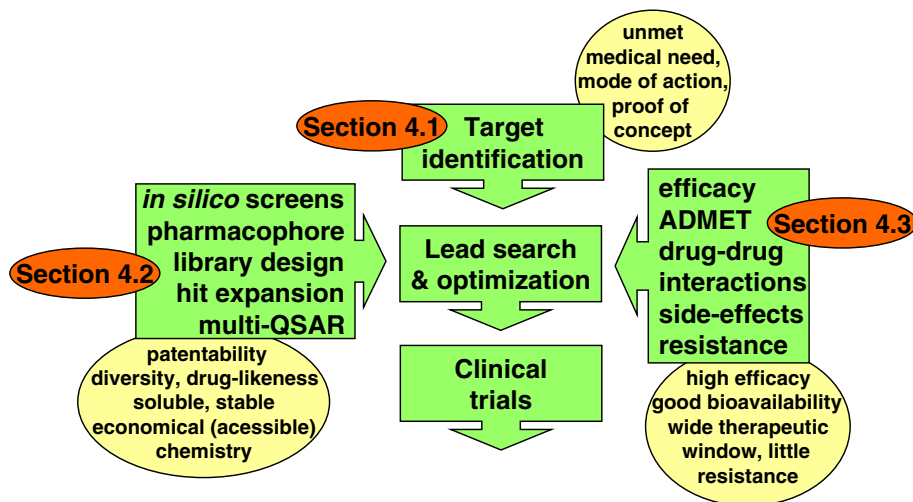 unmet
medical need,
mode of action,
proof of
concept
Section 4.1
Target
identification
in silico screens
pharmacophore
library design
hit expansion
multi-QSAR
Section 4.2
patentability
diversity, drug-likeness
soluble, stable
economical (acessible)
chemistry
Lead search
& optimization
efficacy
ADMET
drug-drug
interactions
side-effects
resistance
Section 4.3
high efficacy
good bioavailability
wide therapeutic
window, little
resistance
Clinical
trials